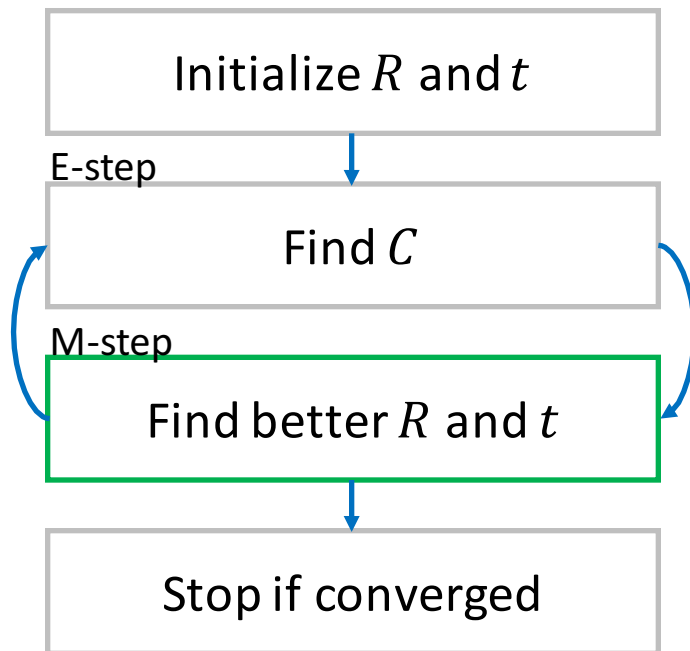 Initialize R and t
E-step
Find C
M-step
Find better R and t
Stop if converged